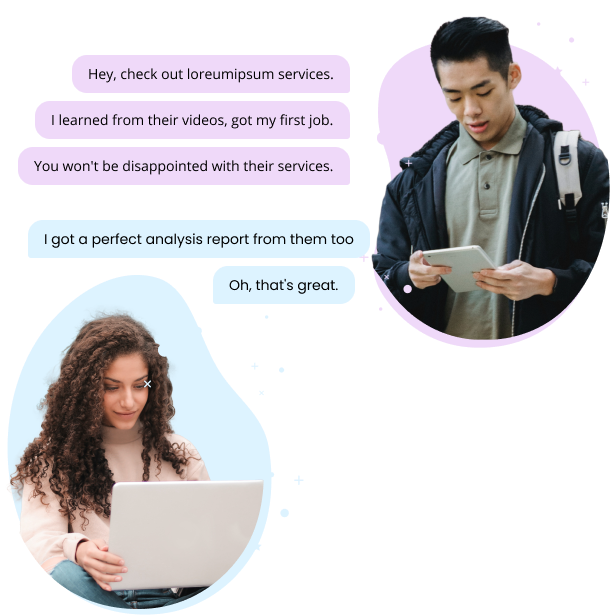 Hey, check out loreumipsum services.
I learned from their videos, got my first job.
You won't be disappointed with their services.
I got a perfect analysis report from them too
Oh, that's great.